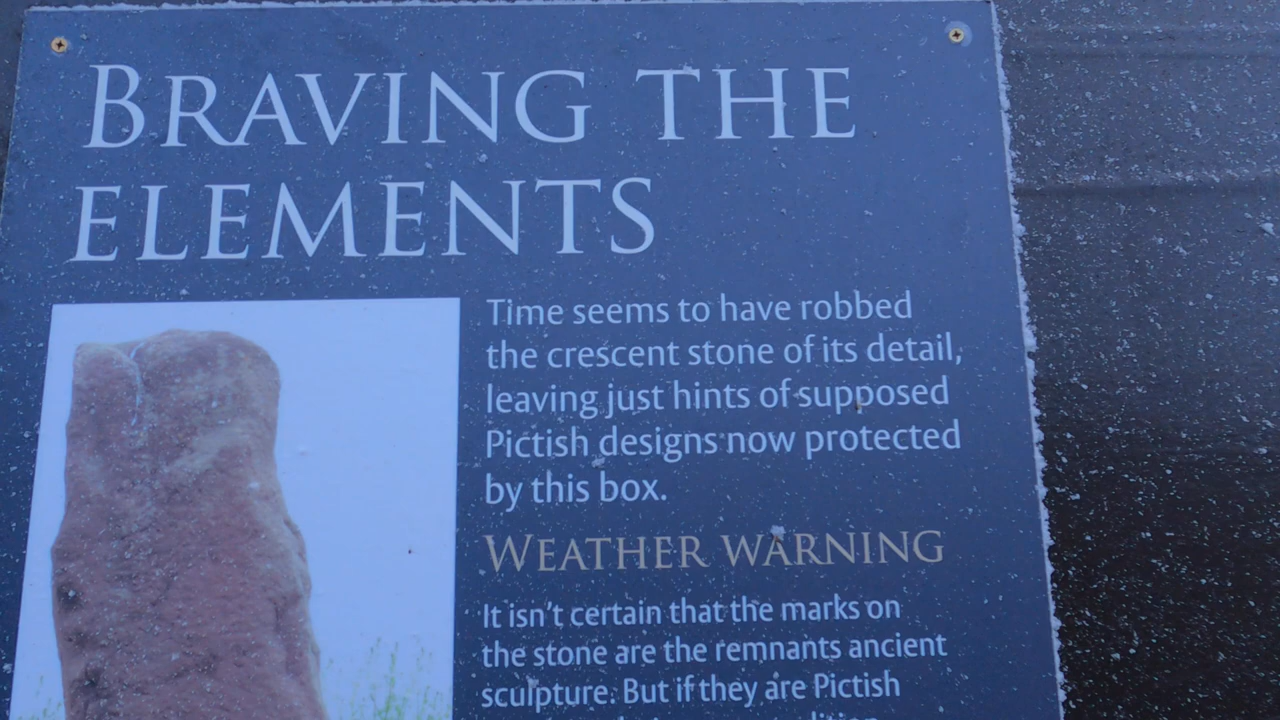 BRAVING THE
ELEMENTS
Time seems to have robbed
the crescent stone of its detail,
leaving just hints of supposed
Pictish designs now protected
by this box.
WEATHER WARNING
It isn't certain that the marks on
the stone are the remnants ancient
sculpture. But if they are Pictish